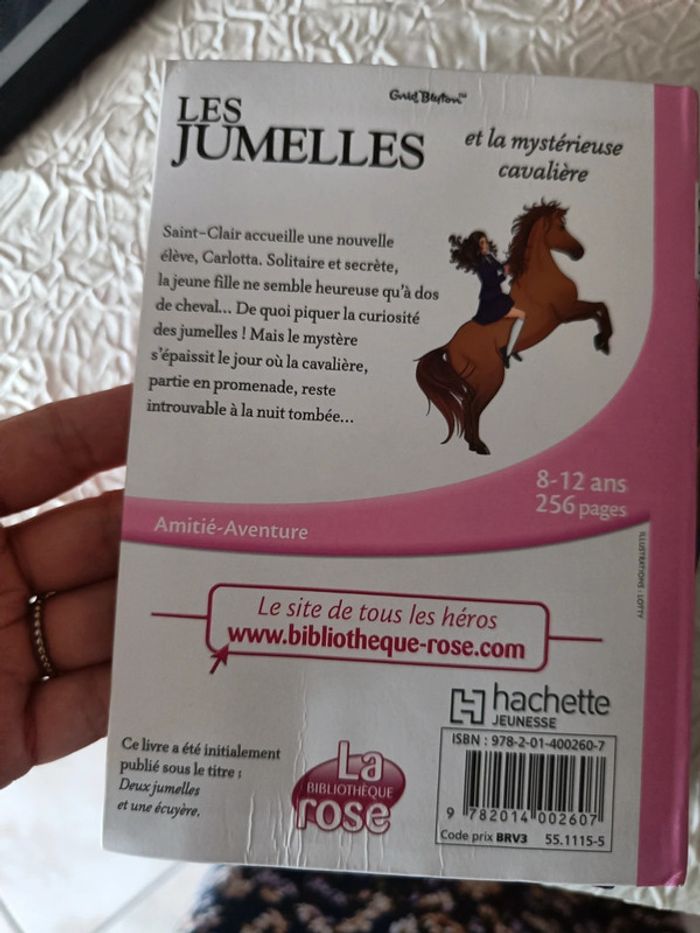 Enid Blyton™
LES
JUMELLES
et la mystérieuse
cavalière
Saint-Clair accueille une nouvelle
élève, Carlotta. Solitaire et secrète,
la jeune fille ne semble heureuse qu'à dos
de cheval... De quoi piquer la curiosité
des jumelles ! Mais le mystère
s'épaissit le jour où la cavalière,
partie en promenade, reste
introuvable à la nuit tombée...
8-12 ans
256 pages
Amitié-Aventure
ILLUSTRATIONS : LOTTY
Le site de tous les héros
www.bibliotheque-rose.com
hachette
JEUNESSE
Ce livre a été initialement
publié sous le titre :
Deux jumelles
et une écuyère.
La
BIBLIOTHÈQUE
rose
ISBN : 978-2-01-400260-7
9 782014 002607
Code prix BRV3 55.1115-5